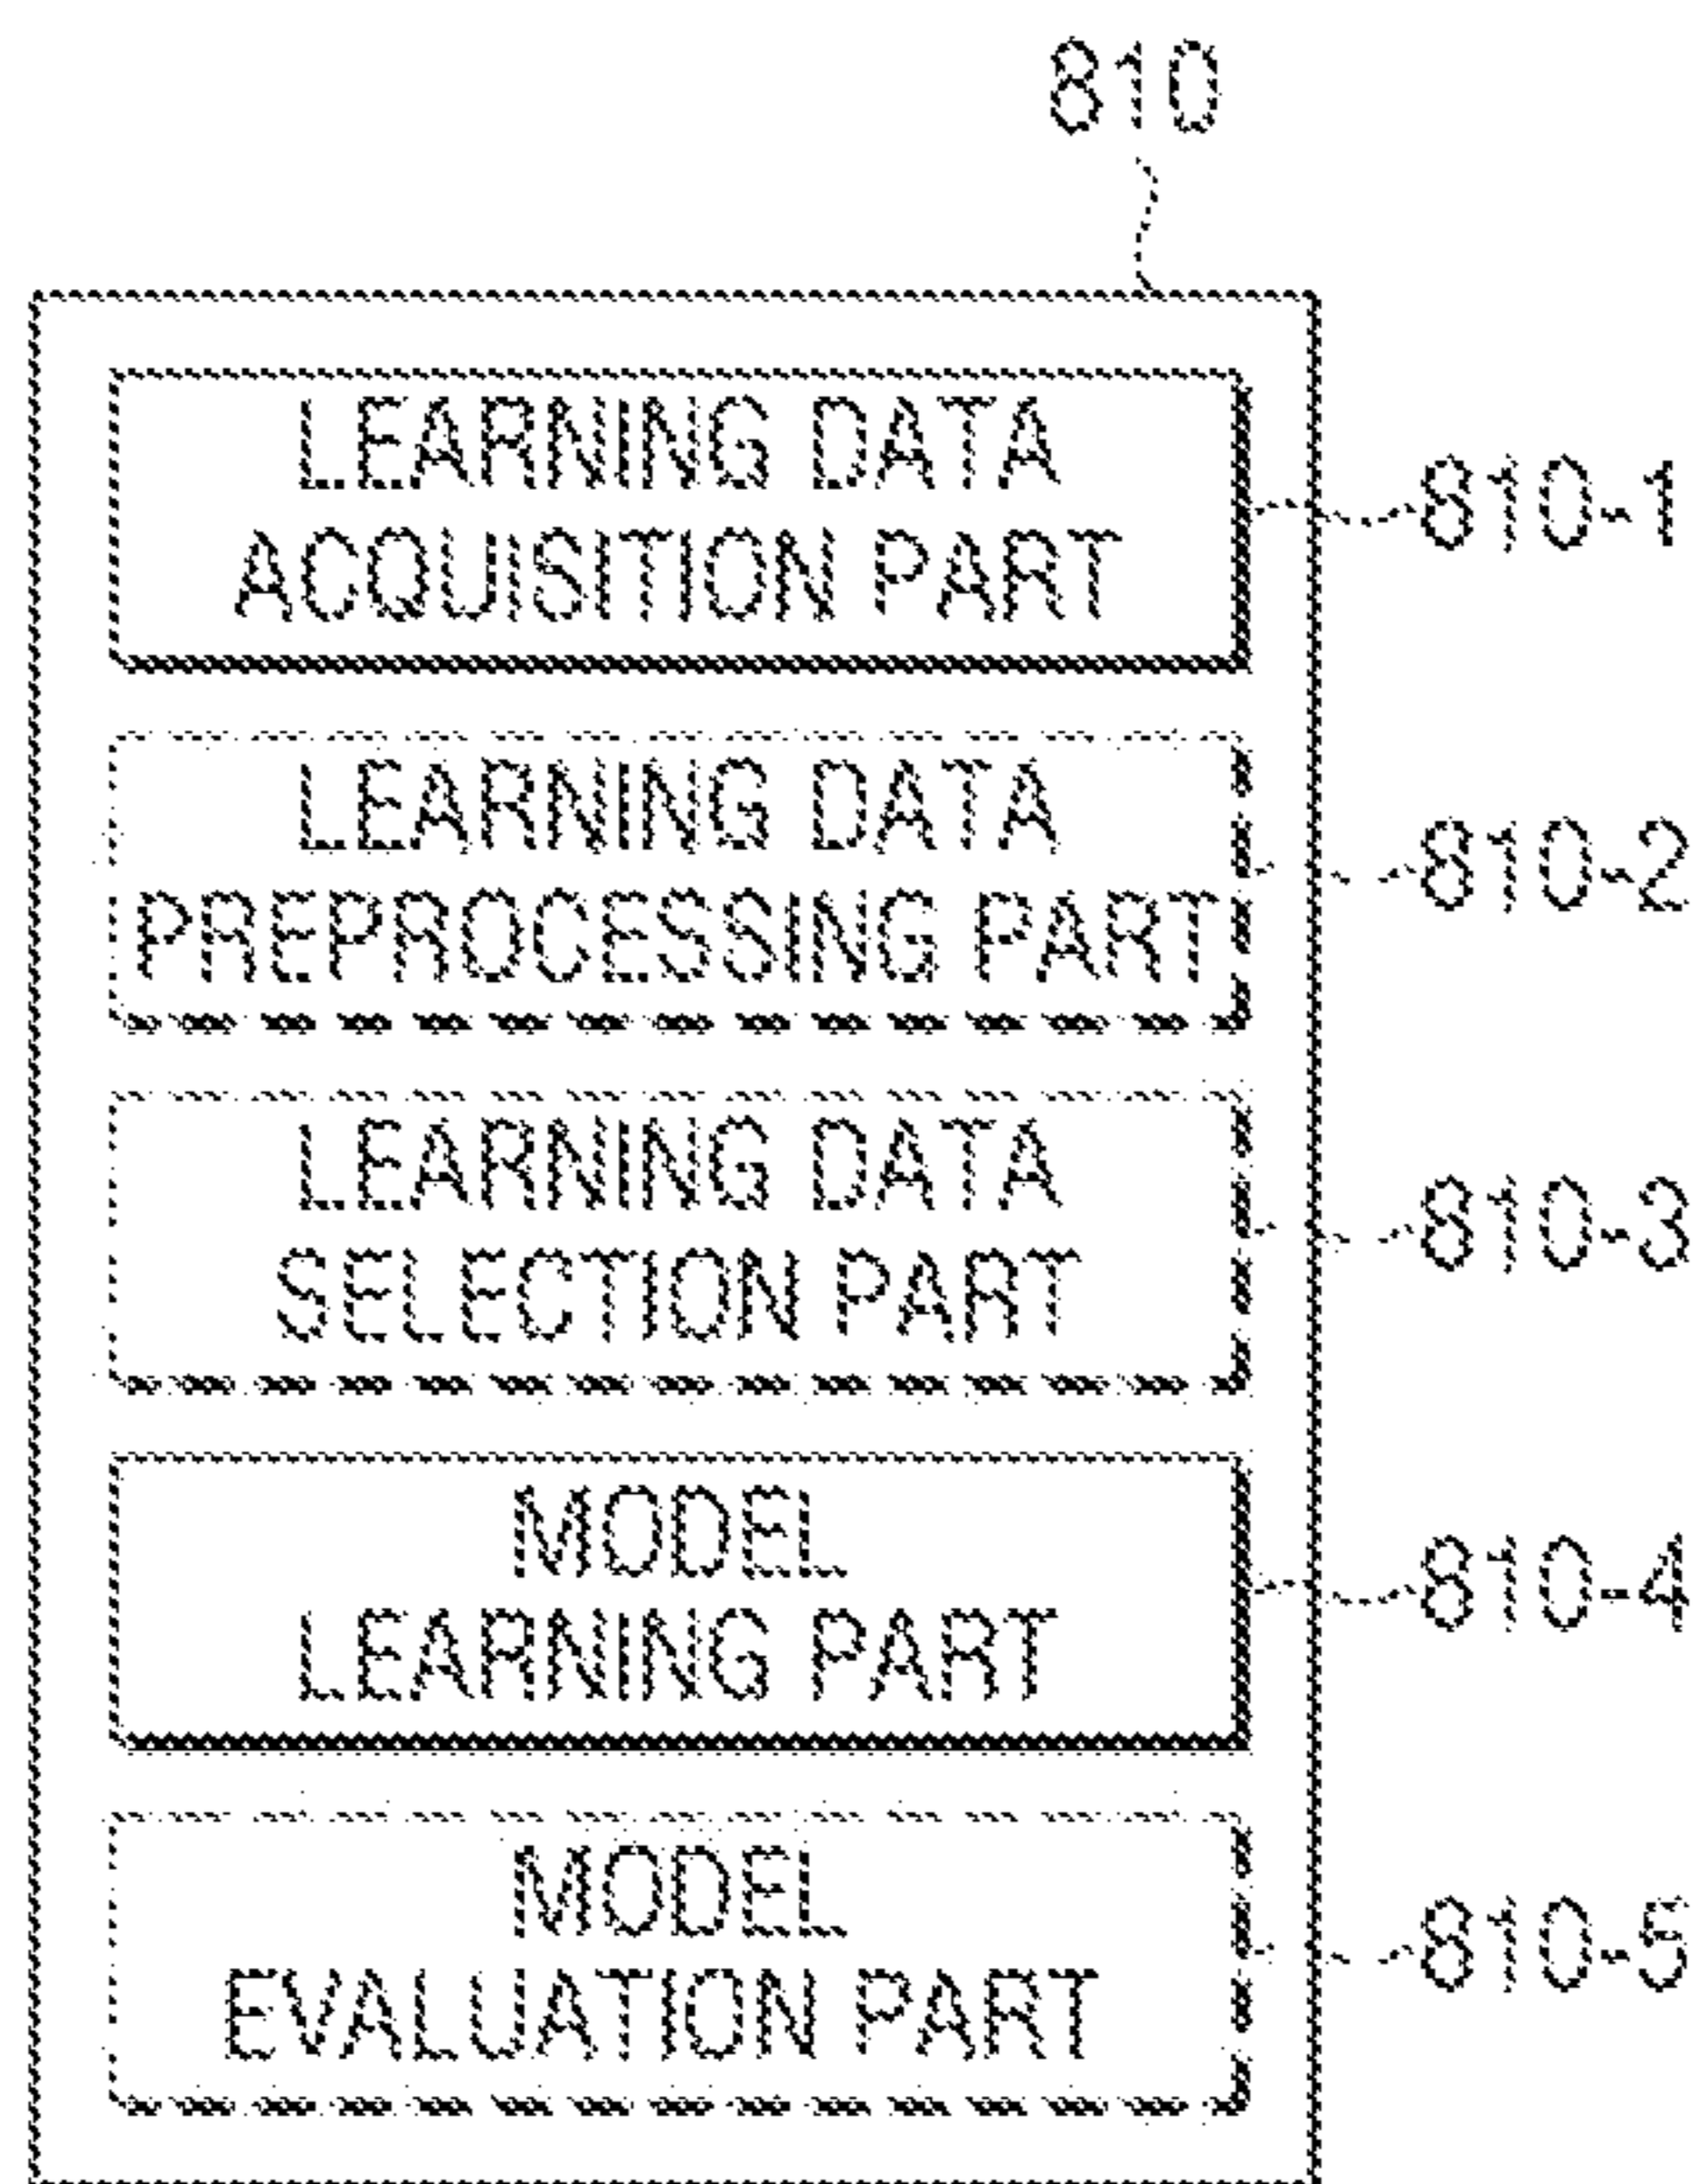 810
LEARNING DATA
ACQUISITION PART
810-1
LEARNING DATA
PREPROCESSING PART
810-2
LEARNING DATA
SELECTION PART
810-3
MODEL
LEARNING PART
810-4
MODEL
EVALUATION PART
810-5